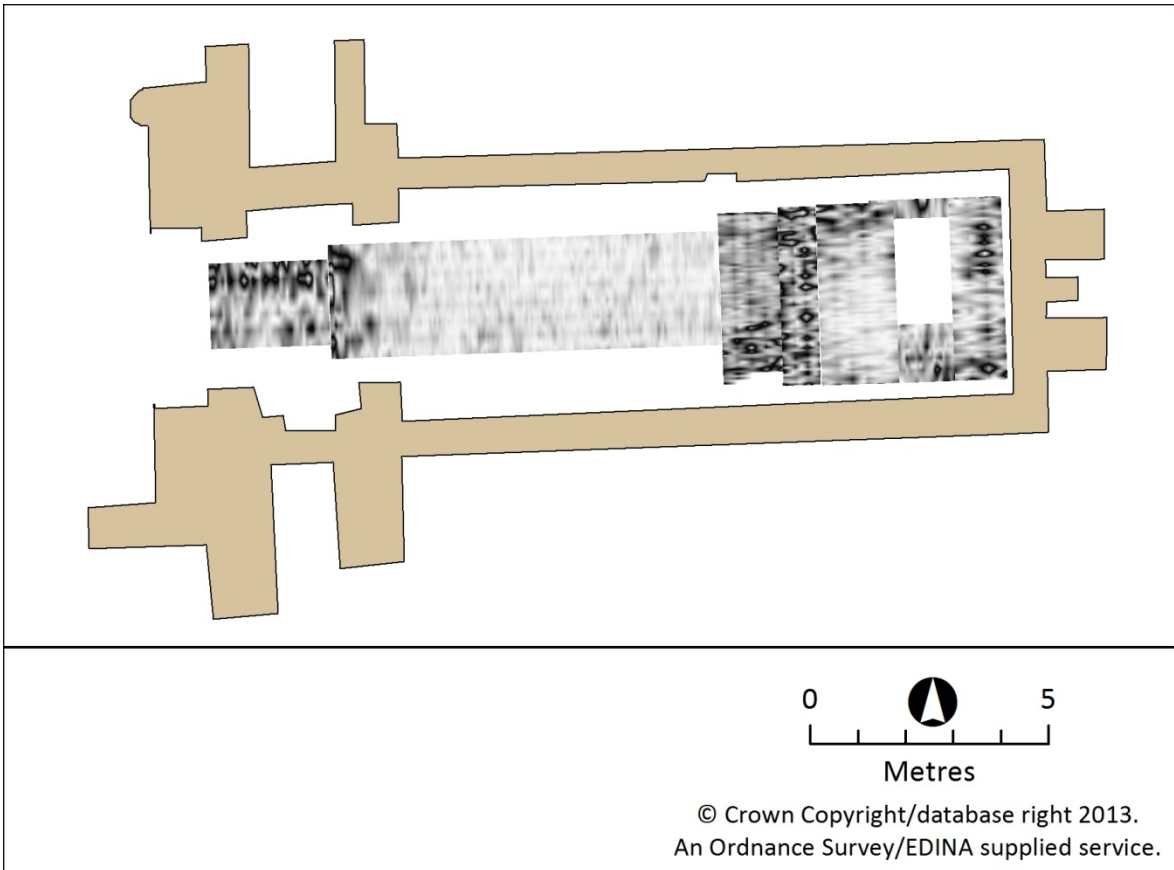 0 5
Metres
© Crown Copyright/database right 2013.
An Ordnance Survey/EDINA supplied service.